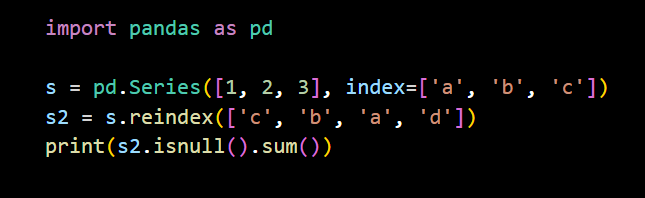 import pandas as pd
s = pd.Series([1, 2, 3], index=['a', 'b', 'c'])
s2 = s.reindex(['c', 'b', 'a', 'd'])
print(s2.isnull().sum())